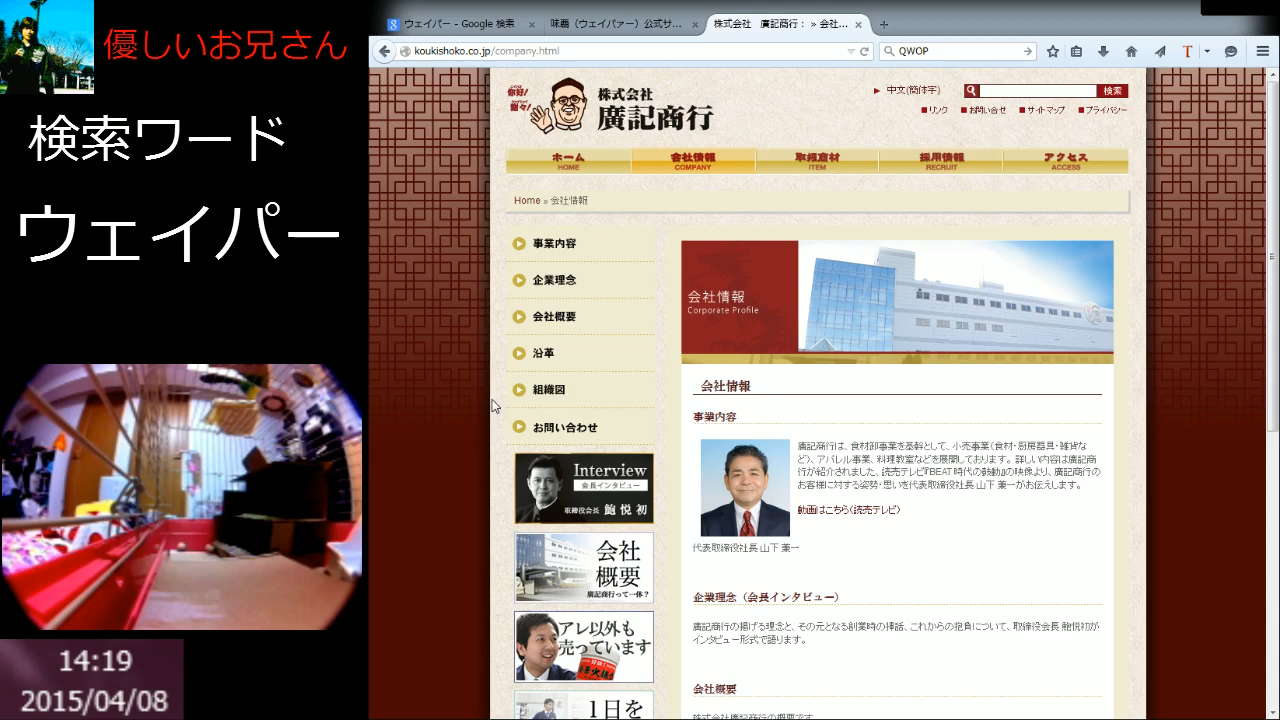 優しいお兄さん
検索ワード
ウェイパー
14:19
2015/04/08
ウェイパー - Google 検索
味覇（ウェイパァー）公式サ...
株式会社　廣記商行： » 会社...
koukishoko.co.jp/company.html
QWOP
你好!
謝々!
株式会社
廣記商行
中文(簡体字)
検索
リンク
お問い合せ
サイトマップ
プライバシー
ホーム
HOME
会社情報
COMPANY
取扱食材
ITEM
採用情報
RECRUIT
アクセス
ACCESS
Home » 会社情報
事業内容
企業理念
会社概要
沿革
組織図
お問い合わせ
Interview
会長インタビュー
取締役会長 鮑悦初
会社
概要
廣記商行って一体？
アレ以外も
売っています
1日を
会社情報
Corporate Profile
会社情報
事業内容
廣記商行は、食材卸事業を基幹として、小売事業（食材・厨房器具・雑貨な
ど）、アパレル事業、料理教室などを展開しております。 詳しい内容は廣記商
行が紹介されました、読売テレビ『BEAT 時代の鼓動』の映像より、廣記商行の
お客様に対する姿勢・思いを代表取締役社長 山下 兼一がお伝えします。
動画はこちら（読売テレビ）
代表取締役社長 山下 兼一
企業理念（会長インタビュー）
廣記商行の掲げる理念と、その元となる創業時の挿話、これからの抱負について、取締役会長 鮑悦初が
インタビュー形式で語ります。
会社概要
株式会社廣記商行の概要です。